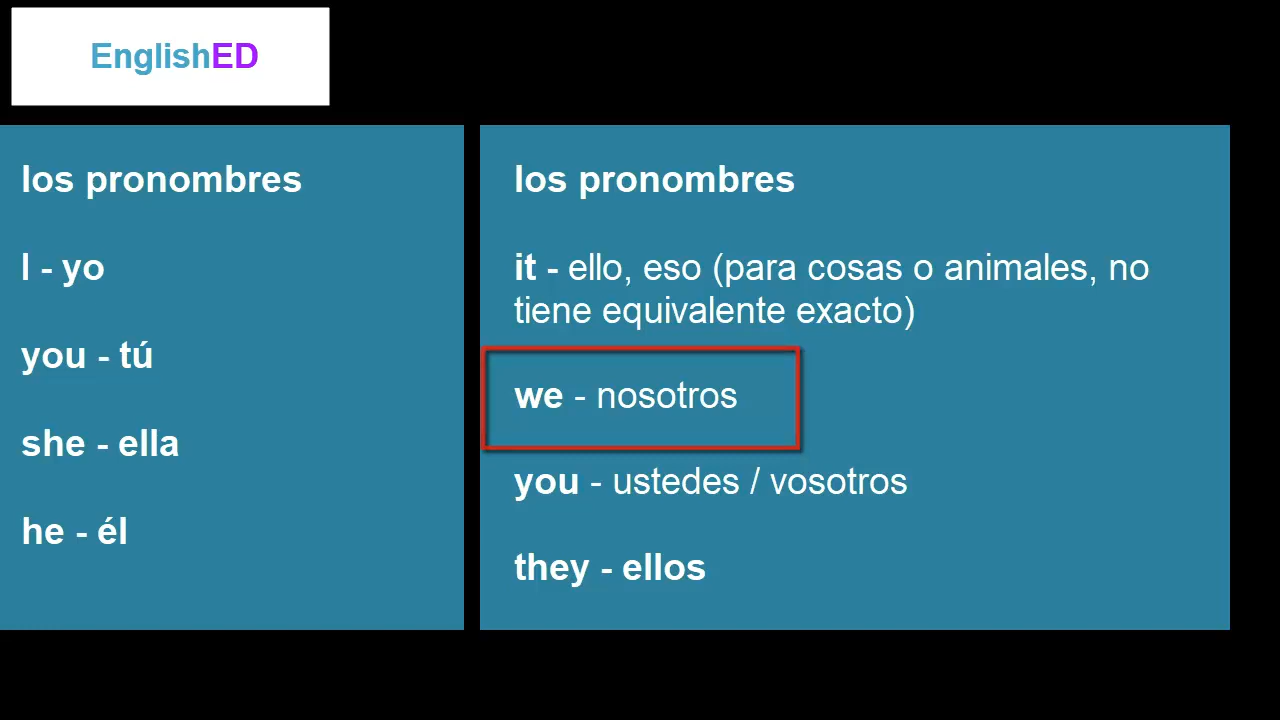 EnglishED
los pronombres
I - yo
you - tú
she - ella
he - él
los pronombres
it - ello, eso (para cosas o animales, no
tiene equivalente exacto)
we - nosotros
you - ustedes / vosotros
they - ellos